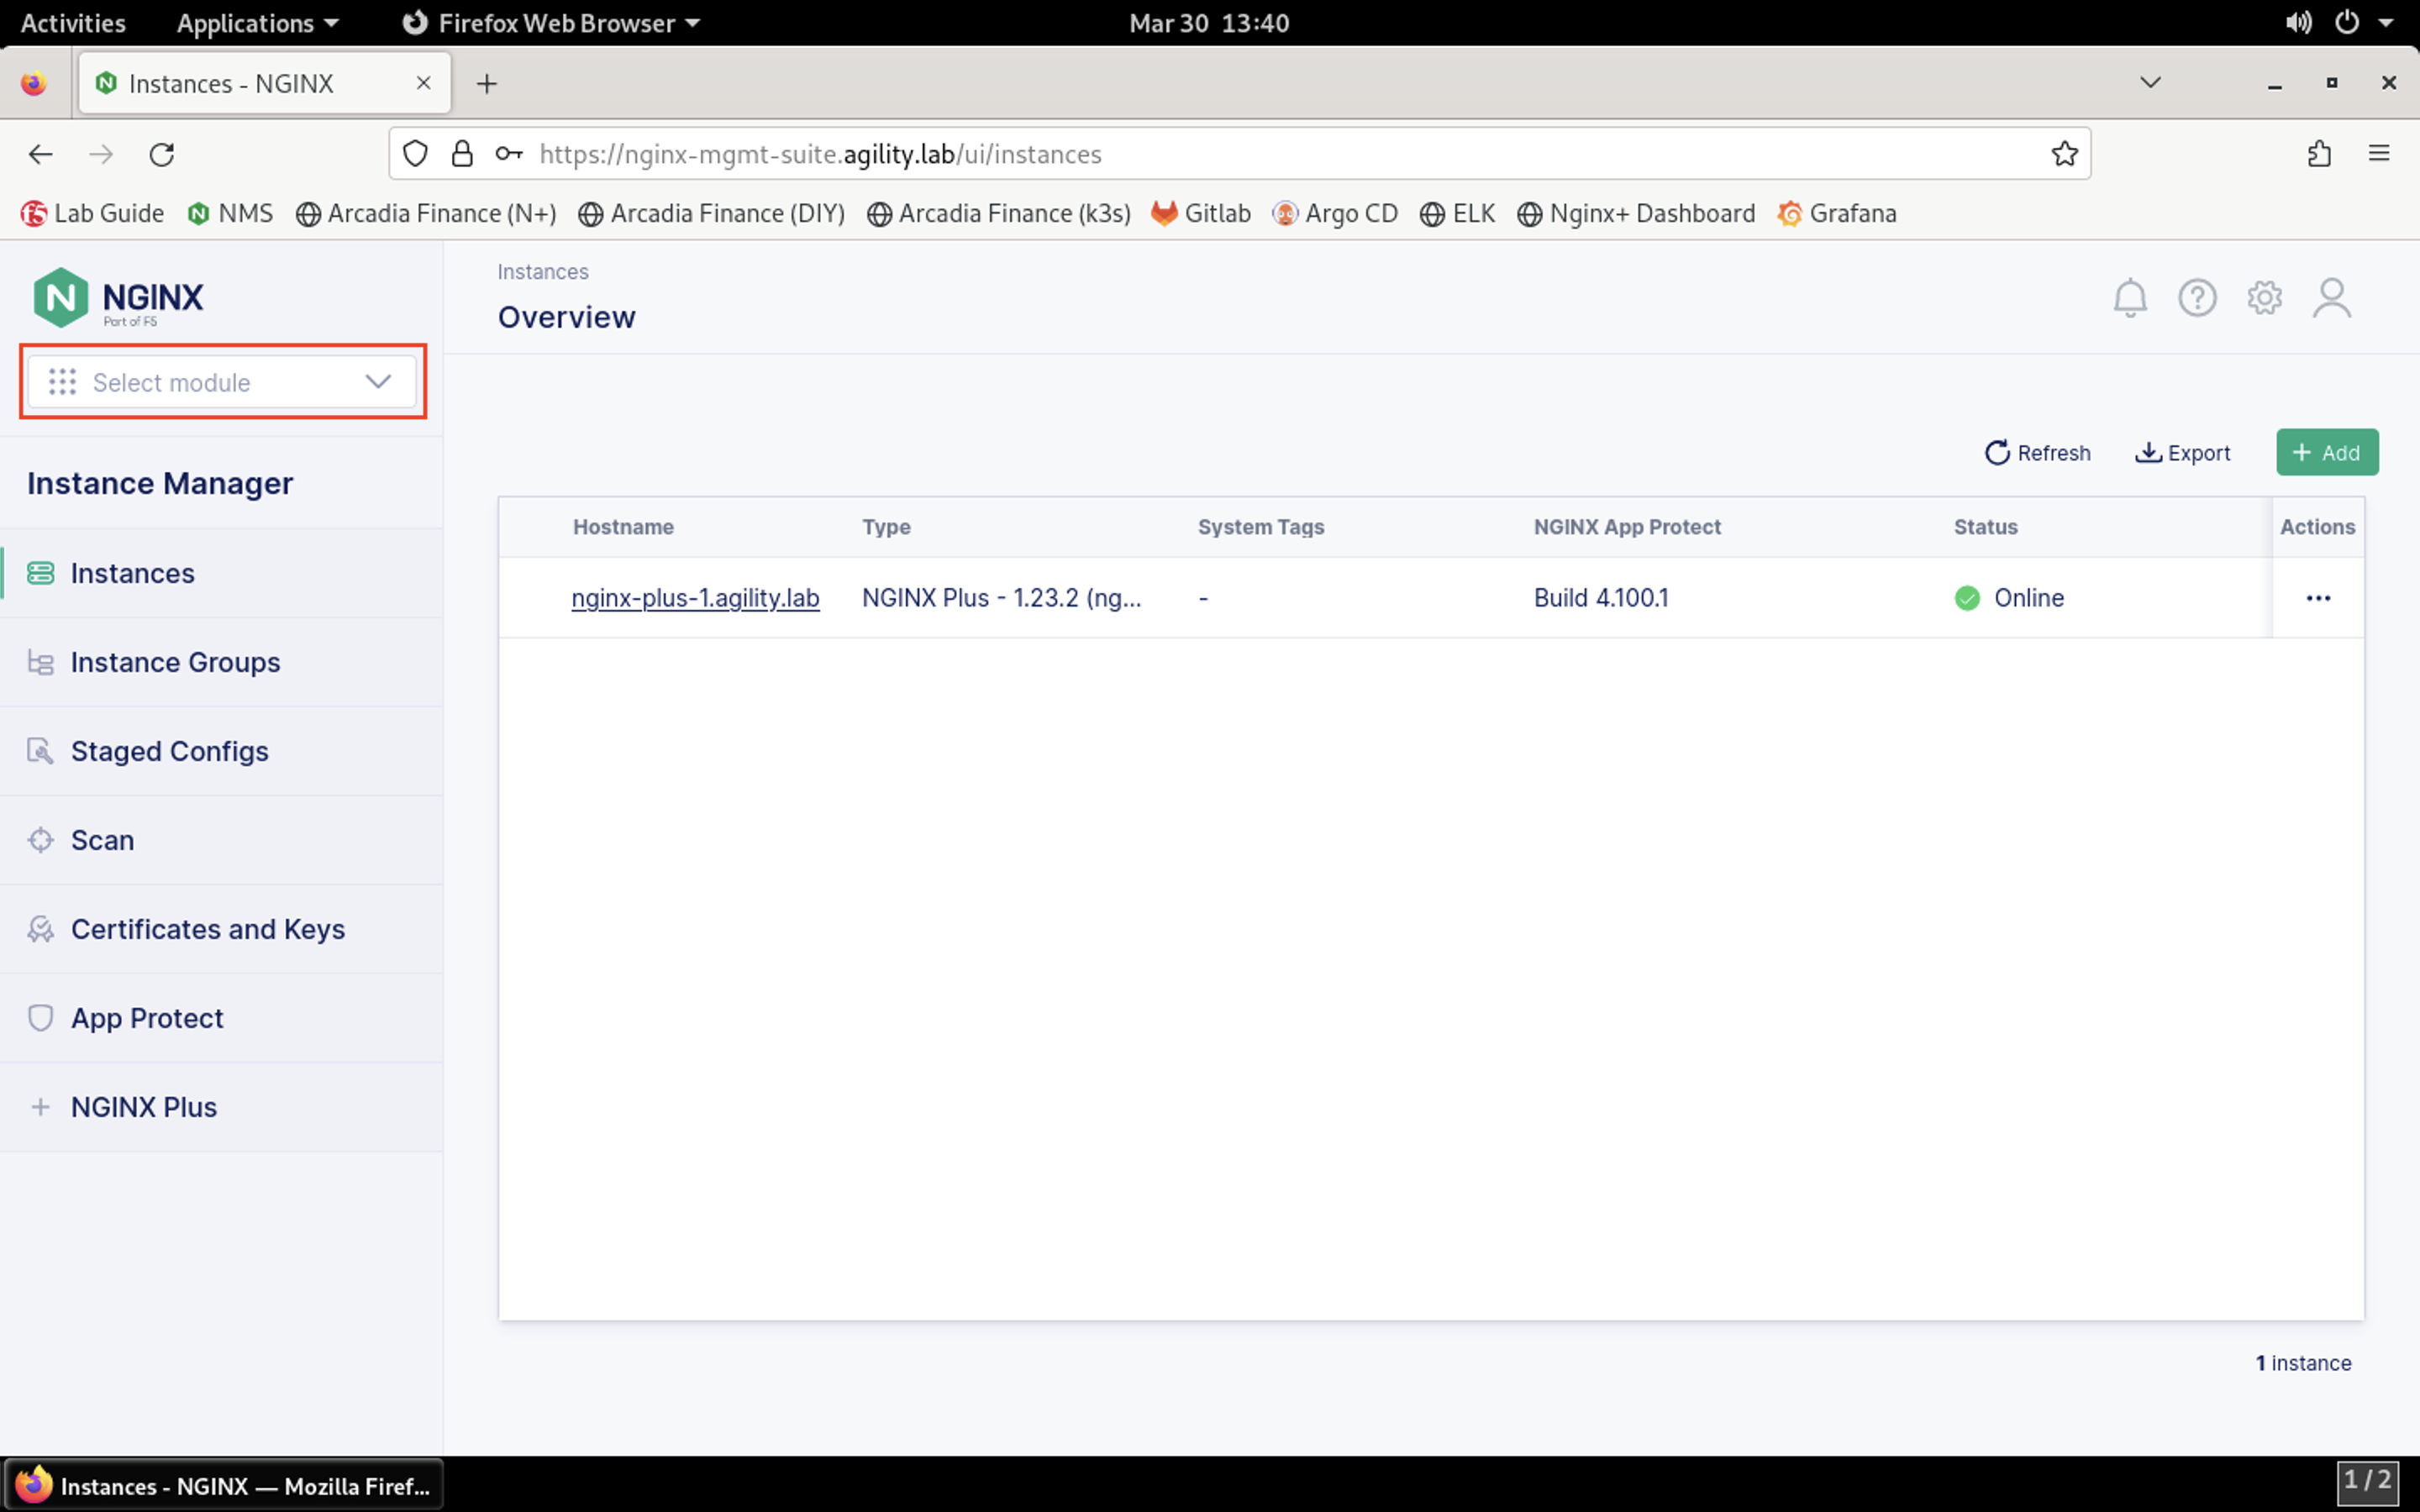 Activities Applications Firefox Web Browser Mar 30 13:40
Instances - NGINX
https://nginx-mgmt-suite.agility.lab/ui/instances
Lab Guide NMS Arcadia Finance (N+) Arcadia Finance (DIY) Arcadia Finance (k3s) Gitlab Argo CD ELK Nginx+ Dashboard Grafana
NGINX
Part of F5
Select module
Instance Manager
Instances
Instance Groups
Staged Configs
Scan
Certificates and Keys
App Protect
NGINX Plus
Instances
Overview
Refresh Export + Add
Hostname Type System Tags NGINX App Protect Status Actions
nginx-plus-1.agility.lab NGINX Plus - 1.23.2 (ng... - Build 4.100.1 Online ...
1 instance
Instances - NGINX — Mozilla Firef...
1 / 2